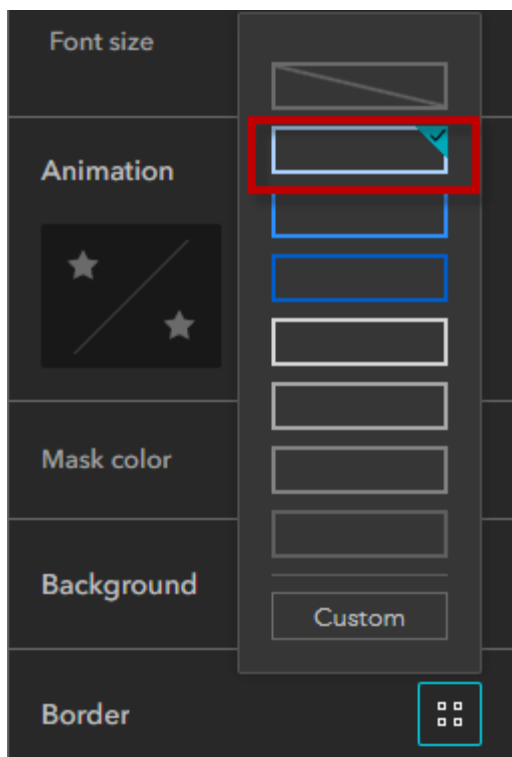 Font size
Animation
Mask color
Background
Custom
Border